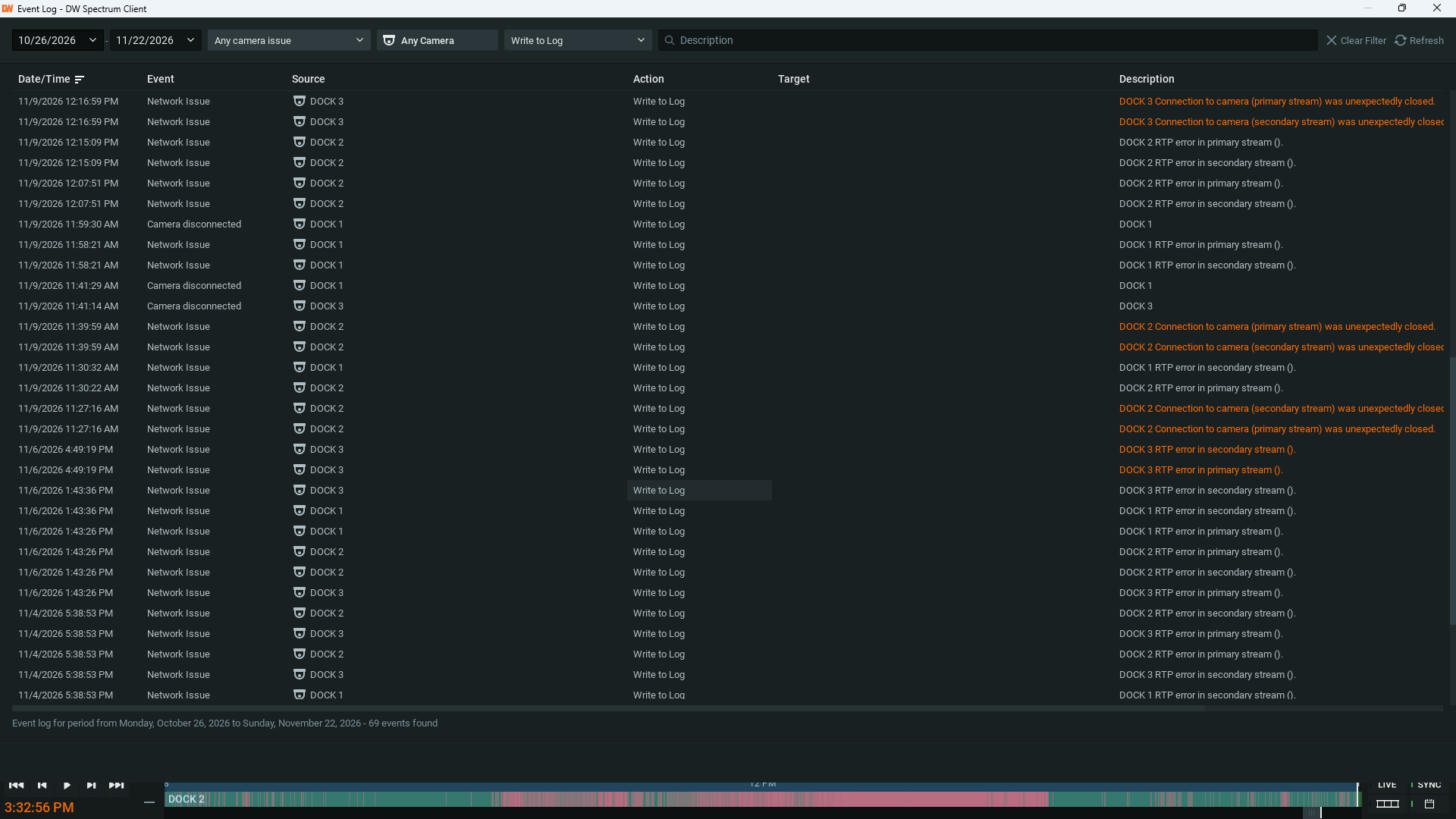 Event Log - DW Spectrum Client
10/26/2026 - 11/22/2026 Any camera issue Any Camera Write to Log Description Clear Filter Refresh
Date/Time Event Source Action Target Description
11/9/2026 12:16:59 PM Network Issue DOCK 3 Write to Log DOCK 3 Connection to camera (primary stream) was unexpectedly closed.
11/9/2026 12:16:59 PM Network Issue DOCK 3 Write to Log DOCK 3 Connection to camera (secondary stream) was unexpectedly closed
11/9/2026 12:15:09 PM Network Issue DOCK 2 Write to Log DOCK 2 RTP error in primary stream ().
11/9/2026 12:15:09 PM Network Issue DOCK 2 Write to Log DOCK 2 RTP error in secondary stream ().
11/9/2026 12:07:51 PM Network Issue DOCK 2 Write to Log DOCK 2 RTP error in primary stream ().
11/9/2026 12:07:51 PM Network Issue DOCK 2 Write to Log DOCK 2 RTP error in secondary stream ().
11/9/2026 11:59:30 AM Camera disconnected DOCK 1 Write to Log DOCK 1
11/9/2026 11:58:21 AM Network Issue DOCK 1 Write to Log DOCK 1 RTP error in primary stream ().
11/9/2026 11:58:21 AM Network Issue DOCK 1 Write to Log DOCK 1 RTP error in secondary stream ().
11/9/2026 11:41:29 AM Camera disconnected DOCK 1 Write to Log DOCK 1
11/9/2026 11:41:14 AM Camera disconnected DOCK 3 Write to Log DOCK 3
11/9/2026 11:39:59 AM Network Issue DOCK 2 Write to Log DOCK 2 Connection to camera (primary stream) was unexpectedly closed.
11/9/2026 11:39:59 AM Network Issue DOCK 2 Write to Log DOCK 2 Connection to camera (secondary stream) was unexpectedly closed
11/9/2026 11:30:32 AM Network Issue DOCK 1 Write to Log DOCK 1 RTP error in secondary stream ().
11/9/2026 11:30:22 AM Network Issue DOCK 2 Write to Log DOCK 2 RTP error in primary stream ().
11/9/2026 11:27:16 AM Network Issue DOCK 2 Write to Log DOCK 2 Connection to camera (secondary stream) was unexpectedly closed
11/9/2026 11:27:16 AM Network Issue DOCK 2 Write to Log DOCK 2 Connection to camera (primary stream) was unexpectedly closed.
11/6/2026 4:49:19 PM Network Issue DOCK 3 Write to Log DOCK 3 RTP error in secondary stream ().
11/6/2026 4:49:19 PM Network Issue DOCK 3 Write to Log DOCK 3 RTP error in primary stream ().
11/6/2026 1:43:36 PM Network Issue DOCK 3 Write to Log DOCK 3 RTP error in secondary stream ().
11/6/2026 1:43:36 PM Network Issue DOCK 1 Write to Log DOCK 1 RTP error in secondary stream ().
11/6/2026 1:43:26 PM Network Issue DOCK 1 Write to Log DOCK 1 RTP error in primary stream ().
11/6/2026 1:43:26 PM Network Issue DOCK 2 Write to Log DOCK 2 RTP error in primary stream ().
11/6/2026 1:43:26 PM Network Issue DOCK 2 Write to Log DOCK 2 RTP error in secondary stream ().
11/6/2026 1:43:26 PM Network Issue DOCK 3 Write to Log DOCK 3 RTP error in primary stream ().
11/4/2026 5:38:53 PM Network Issue DOCK 2 Write to Log DOCK 2 RTP error in secondary stream ().
11/4/2026 5:38:53 PM Network Issue DOCK 3 Write to Log DOCK 3 RTP error in primary stream ().
11/4/2026 5:38:53 PM Network Issue DOCK 2 Write to Log DOCK 2 RTP error in primary stream ().
11/4/2026 5:38:53 PM Network Issue DOCK 3 Write to Log DOCK 3 RTP error in secondary stream ().
11/4/2026 5:38:53 PM Network Issue DOCK 1 Write to Log DOCK 1 RTP error in secondary stream ().
Event log for period from Monday, October 26, 2026 to Sunday, November 22, 2026 - 69 events found
12 PM LIVE SYNC
3:32:56 PM DOCK 2